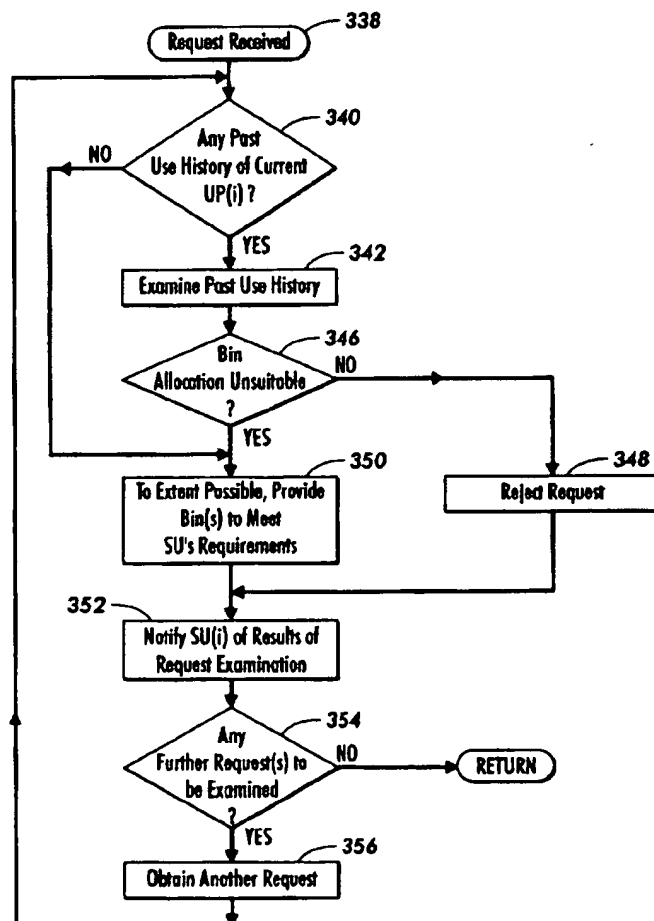 Request Received
338
Any Past
Use History of Current
UP(i) ?
340
NO
YES
342
Examine Past Use History
346
Bin
Allocation Unsuitable
?
NO
YES
350
To Extent Possible, Provide
Bin(s) to Meet
SU's Requirements
348
Reject Request
352
Notify SU(i) of Results of
Request Examination
354
Any
Further Request(s) to
be Examined
?
NO
RETURN
YES
356
Obtain Another Request